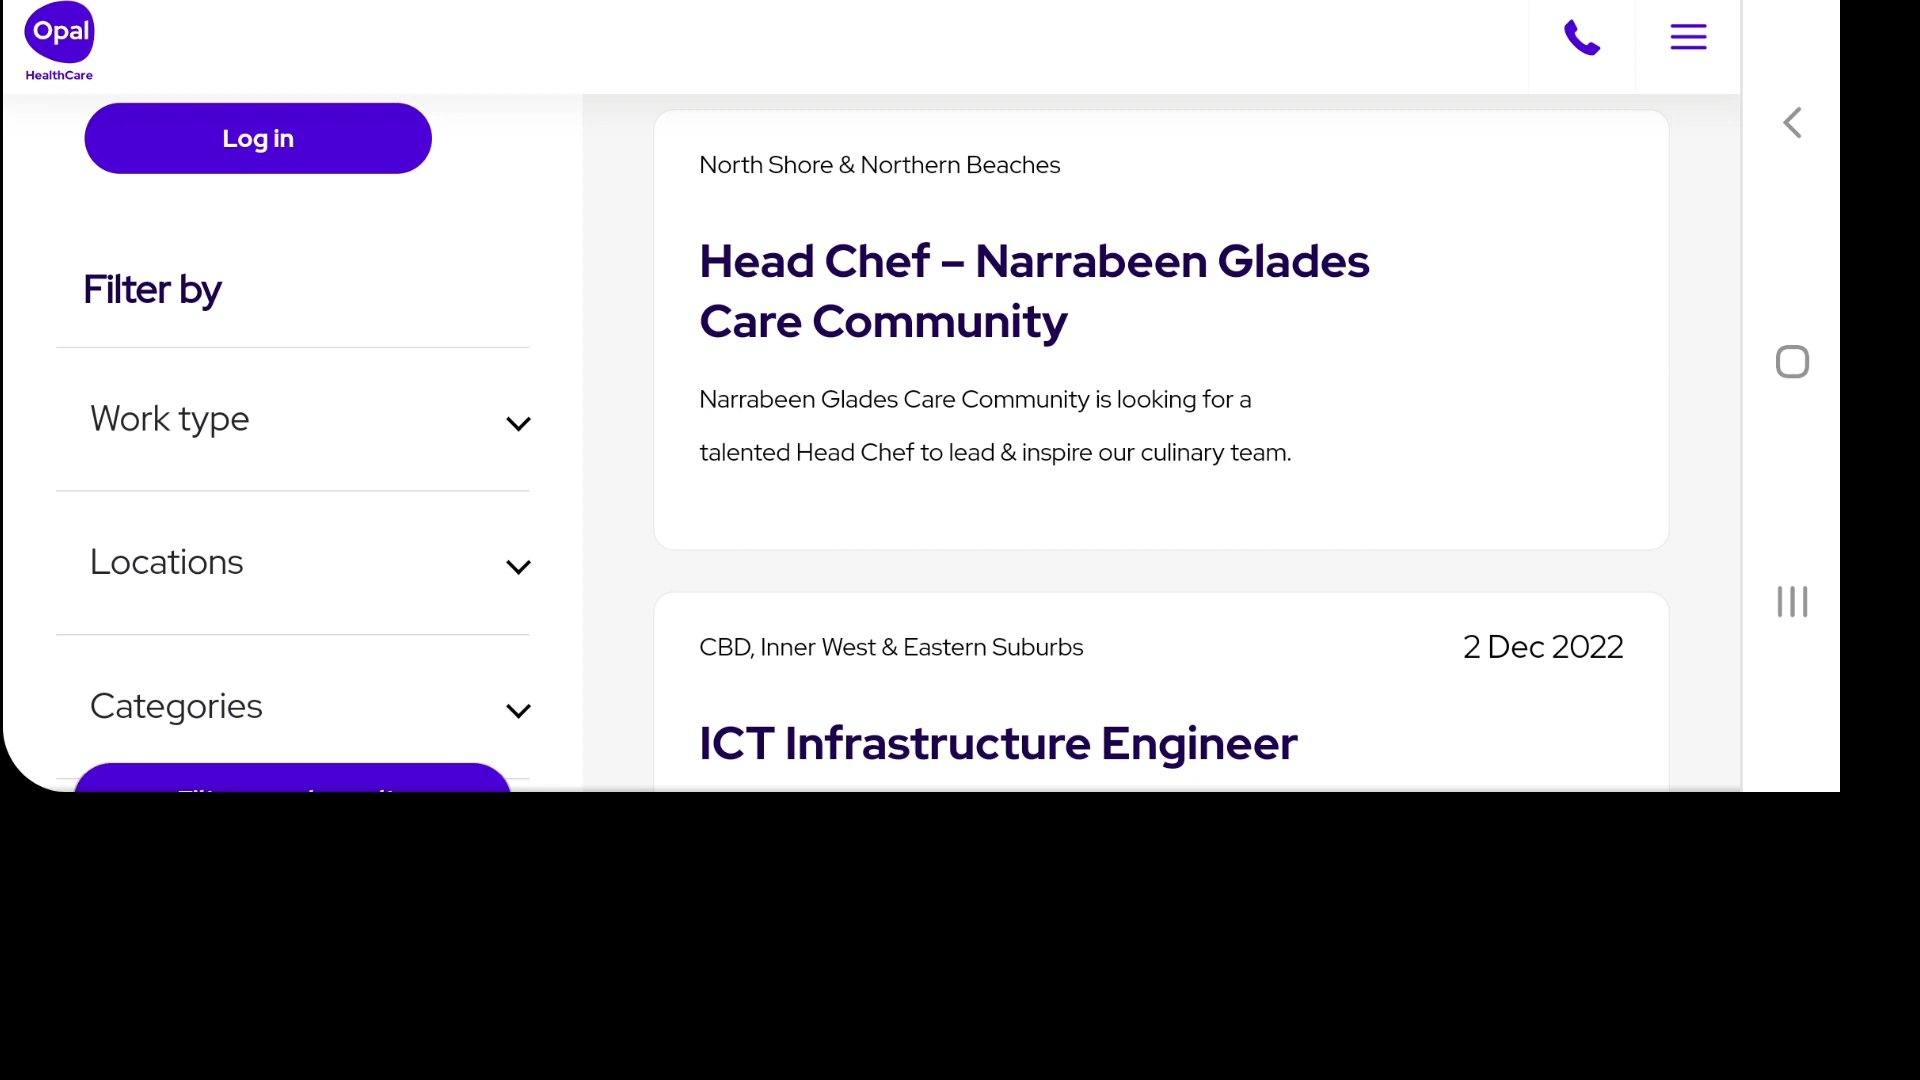 Opal
HealthCare
Log in
Filter by
Work type
Locations
Categories
North Shore & Northern Beaches
Head Chef – Narrabeen Glades
Care Community
Narrabeen Glades Care Community is looking for a
talented Head Chef to lead & inspire our culinary team.
CBD, Inner West & Eastern Suburbs
2 Dec 2022
ICT Infrastructure Engineer